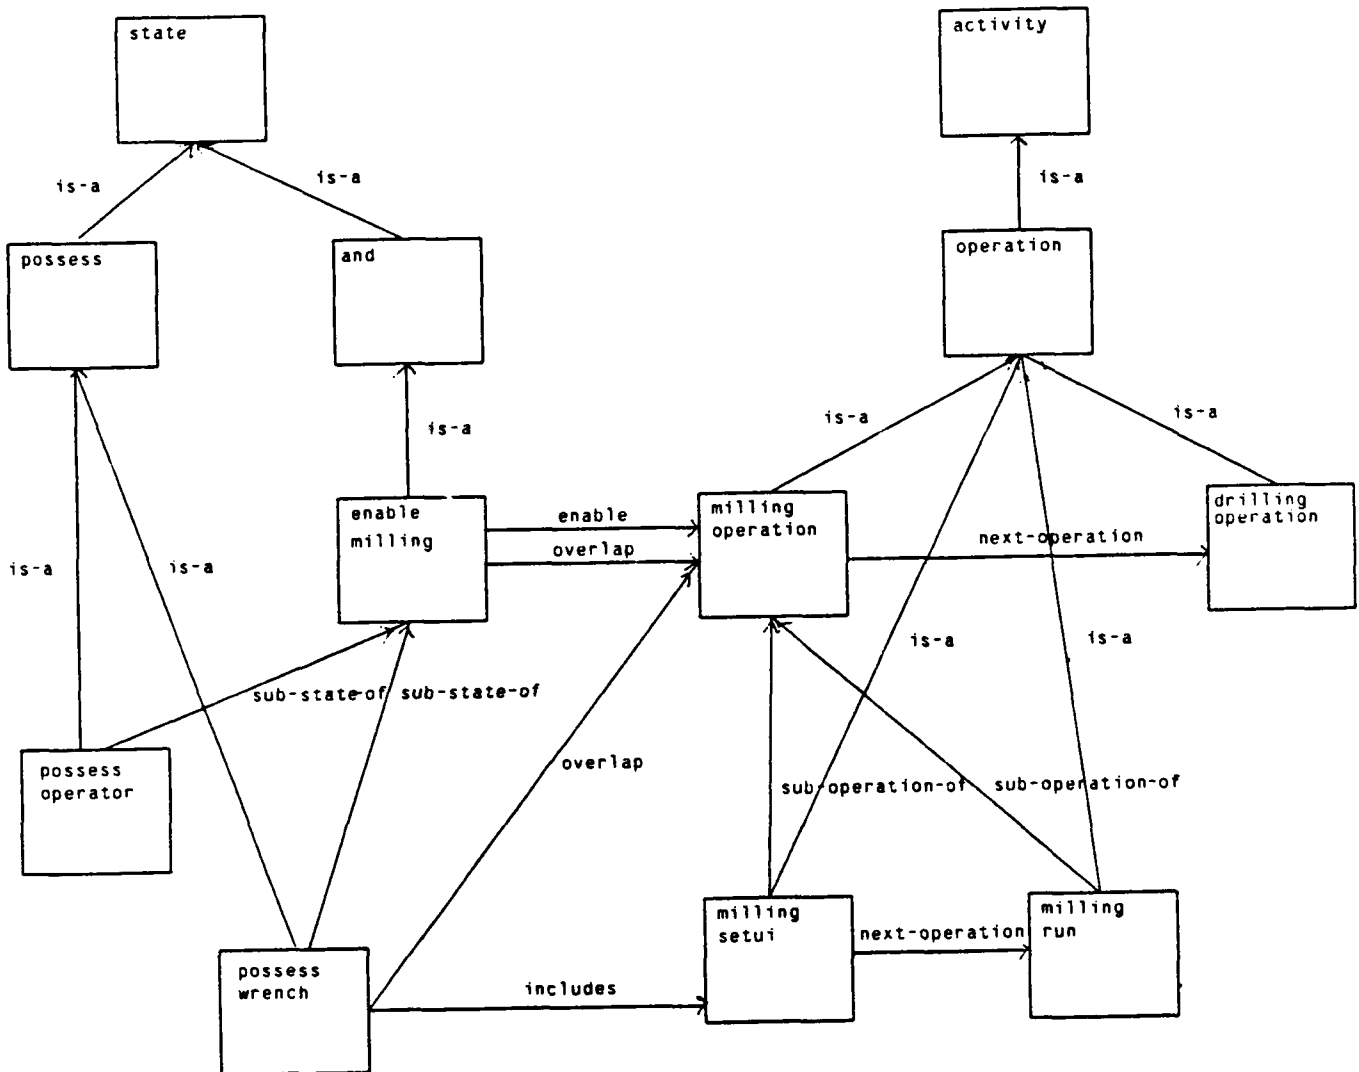 state
activity
is-a
is-a
is-a
possess
and
operation
is-a
is-a
is-a
enable
milling
enable
overlap
milling
operation
next-operation
drilling
operation
is-a
is-a
is-a
is-a
sub-state-of
sub-state-of
possess
operator
overlap
sub-operation-of
sub-operation-of
possess
wrench
includes
milling
setui
next-operation
milling
run